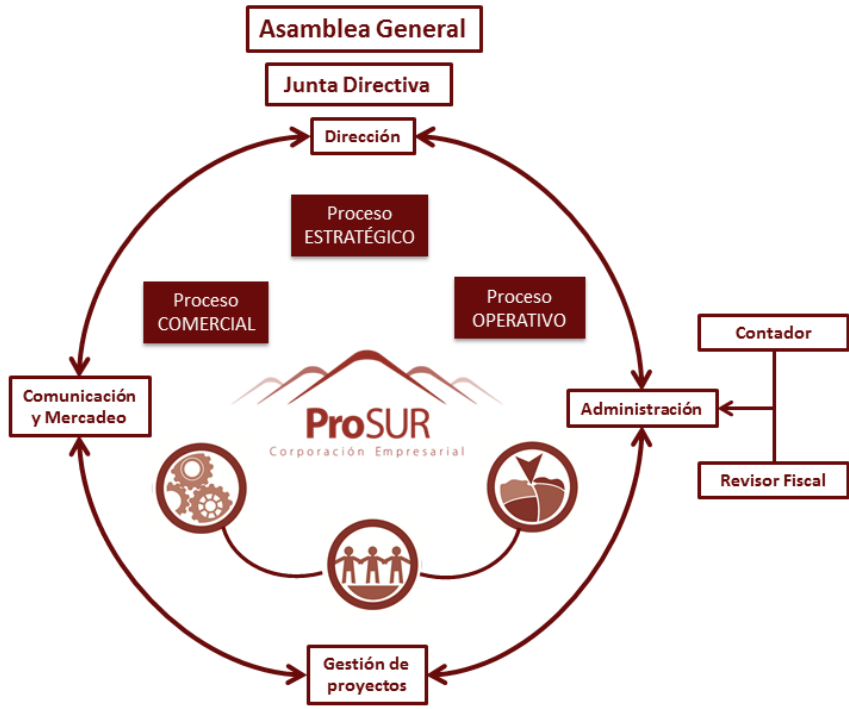 Asamblea General
Junta Directiva
Dirección
Proceso
ESTRATÉGICO
Proceso
COMERCIAL
Proceso
OPERATIVO
Contador
Comunicación
y Mercadeo
Administración
ProSUR
Corporación Empresarial
Revisor Fiscal
Gestión de
proyectos